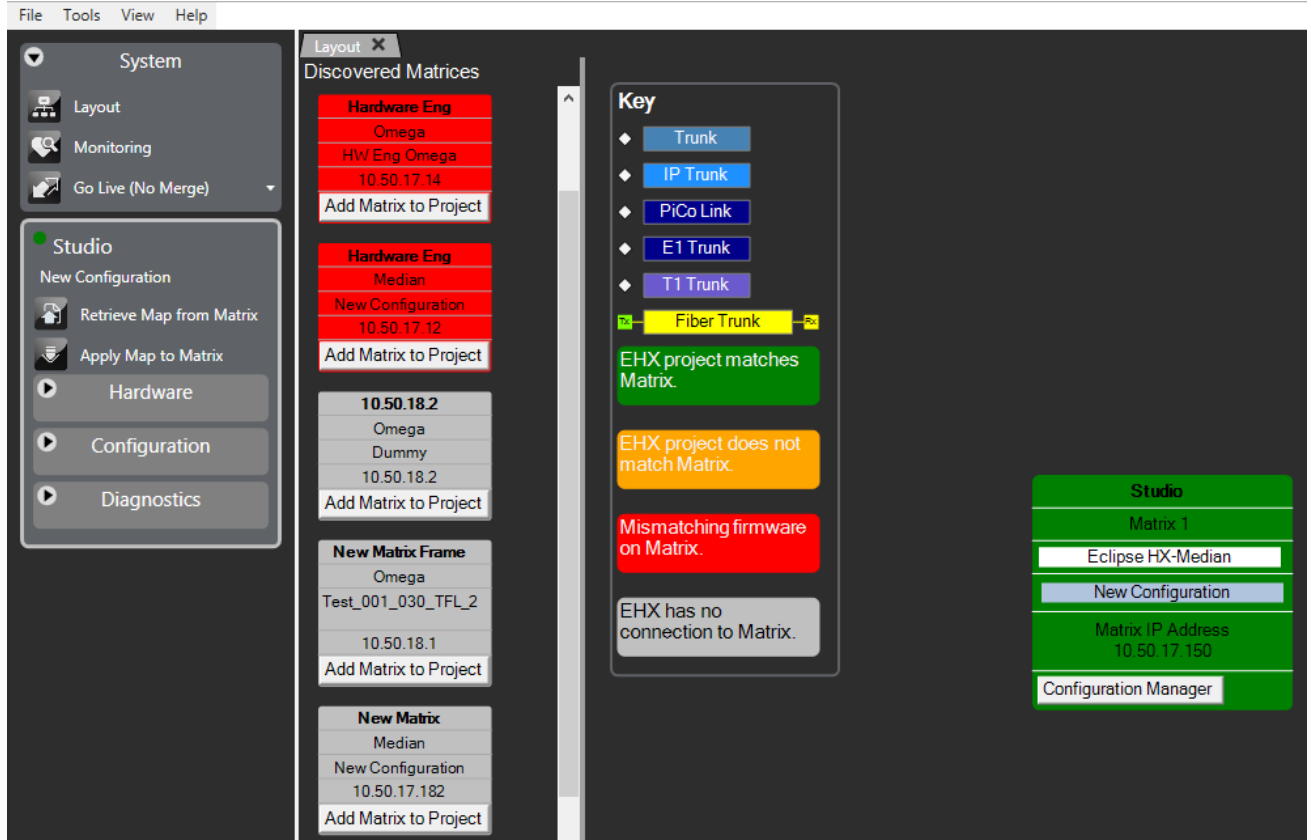 File Tools View Help
System
Layout
Monitoring
Go Live (No Merge)
Studio
New Configuration
Retrieve Map from Matrix
Apply Map to Matrix
Hardware
Configuration
Diagnostics
Layout
Discovered Matrices
Hardware Eng
Omega
HW Eng Omega
10.50.17.14
Add Matrix to Project
Hardware Eng
Median
New Configuration
10.50.17.12
Add Matrix to Project
10.50.18.2
Omega
Dummy
10.50.18.2
Add Matrix to Project
New Matrix Frame
Omega
Test_001_030_TFL_2
10.50.18.1
Add Matrix to Project
New Matrix
Median
New Configuration
10.50.17.182
Add Matrix to Project
Key
Trunk
IP Trunk
PiCo Link
E1 Trunk
T1 Trunk
Tx Fiber Trunk Rx
EHX project matches
Matrix.
EHX project does not
match Matrix.
Mismatching firmware
on Matrix.
EHX has no
connection to Matrix.
Studio
Matrix 1
Eclipse HX-Median
New Configuration
Matrix IP Address
10.50.17.150
Configuration Manager